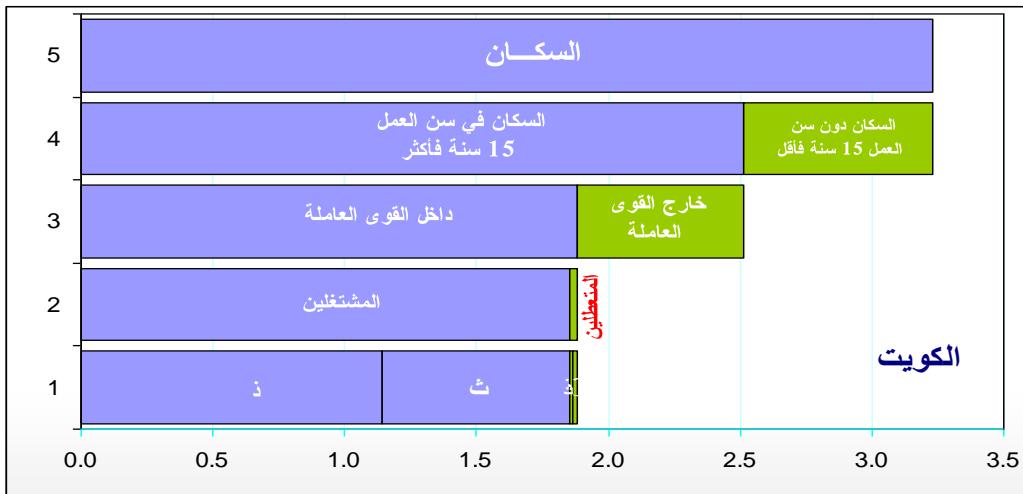 5
السكـــان
4
السكان في سن العمل
15 سنة فأكثر
السكان دون سن
العمل 15 سنة فأقل
3
داخل القوى العاملة
خارج القوى
العاملة
2
المشتغلين
المتعطلين
1
ذ
ث
الكويت
0.0 0.5 1.0 1.5 2.0 2.5 3.0 3.5